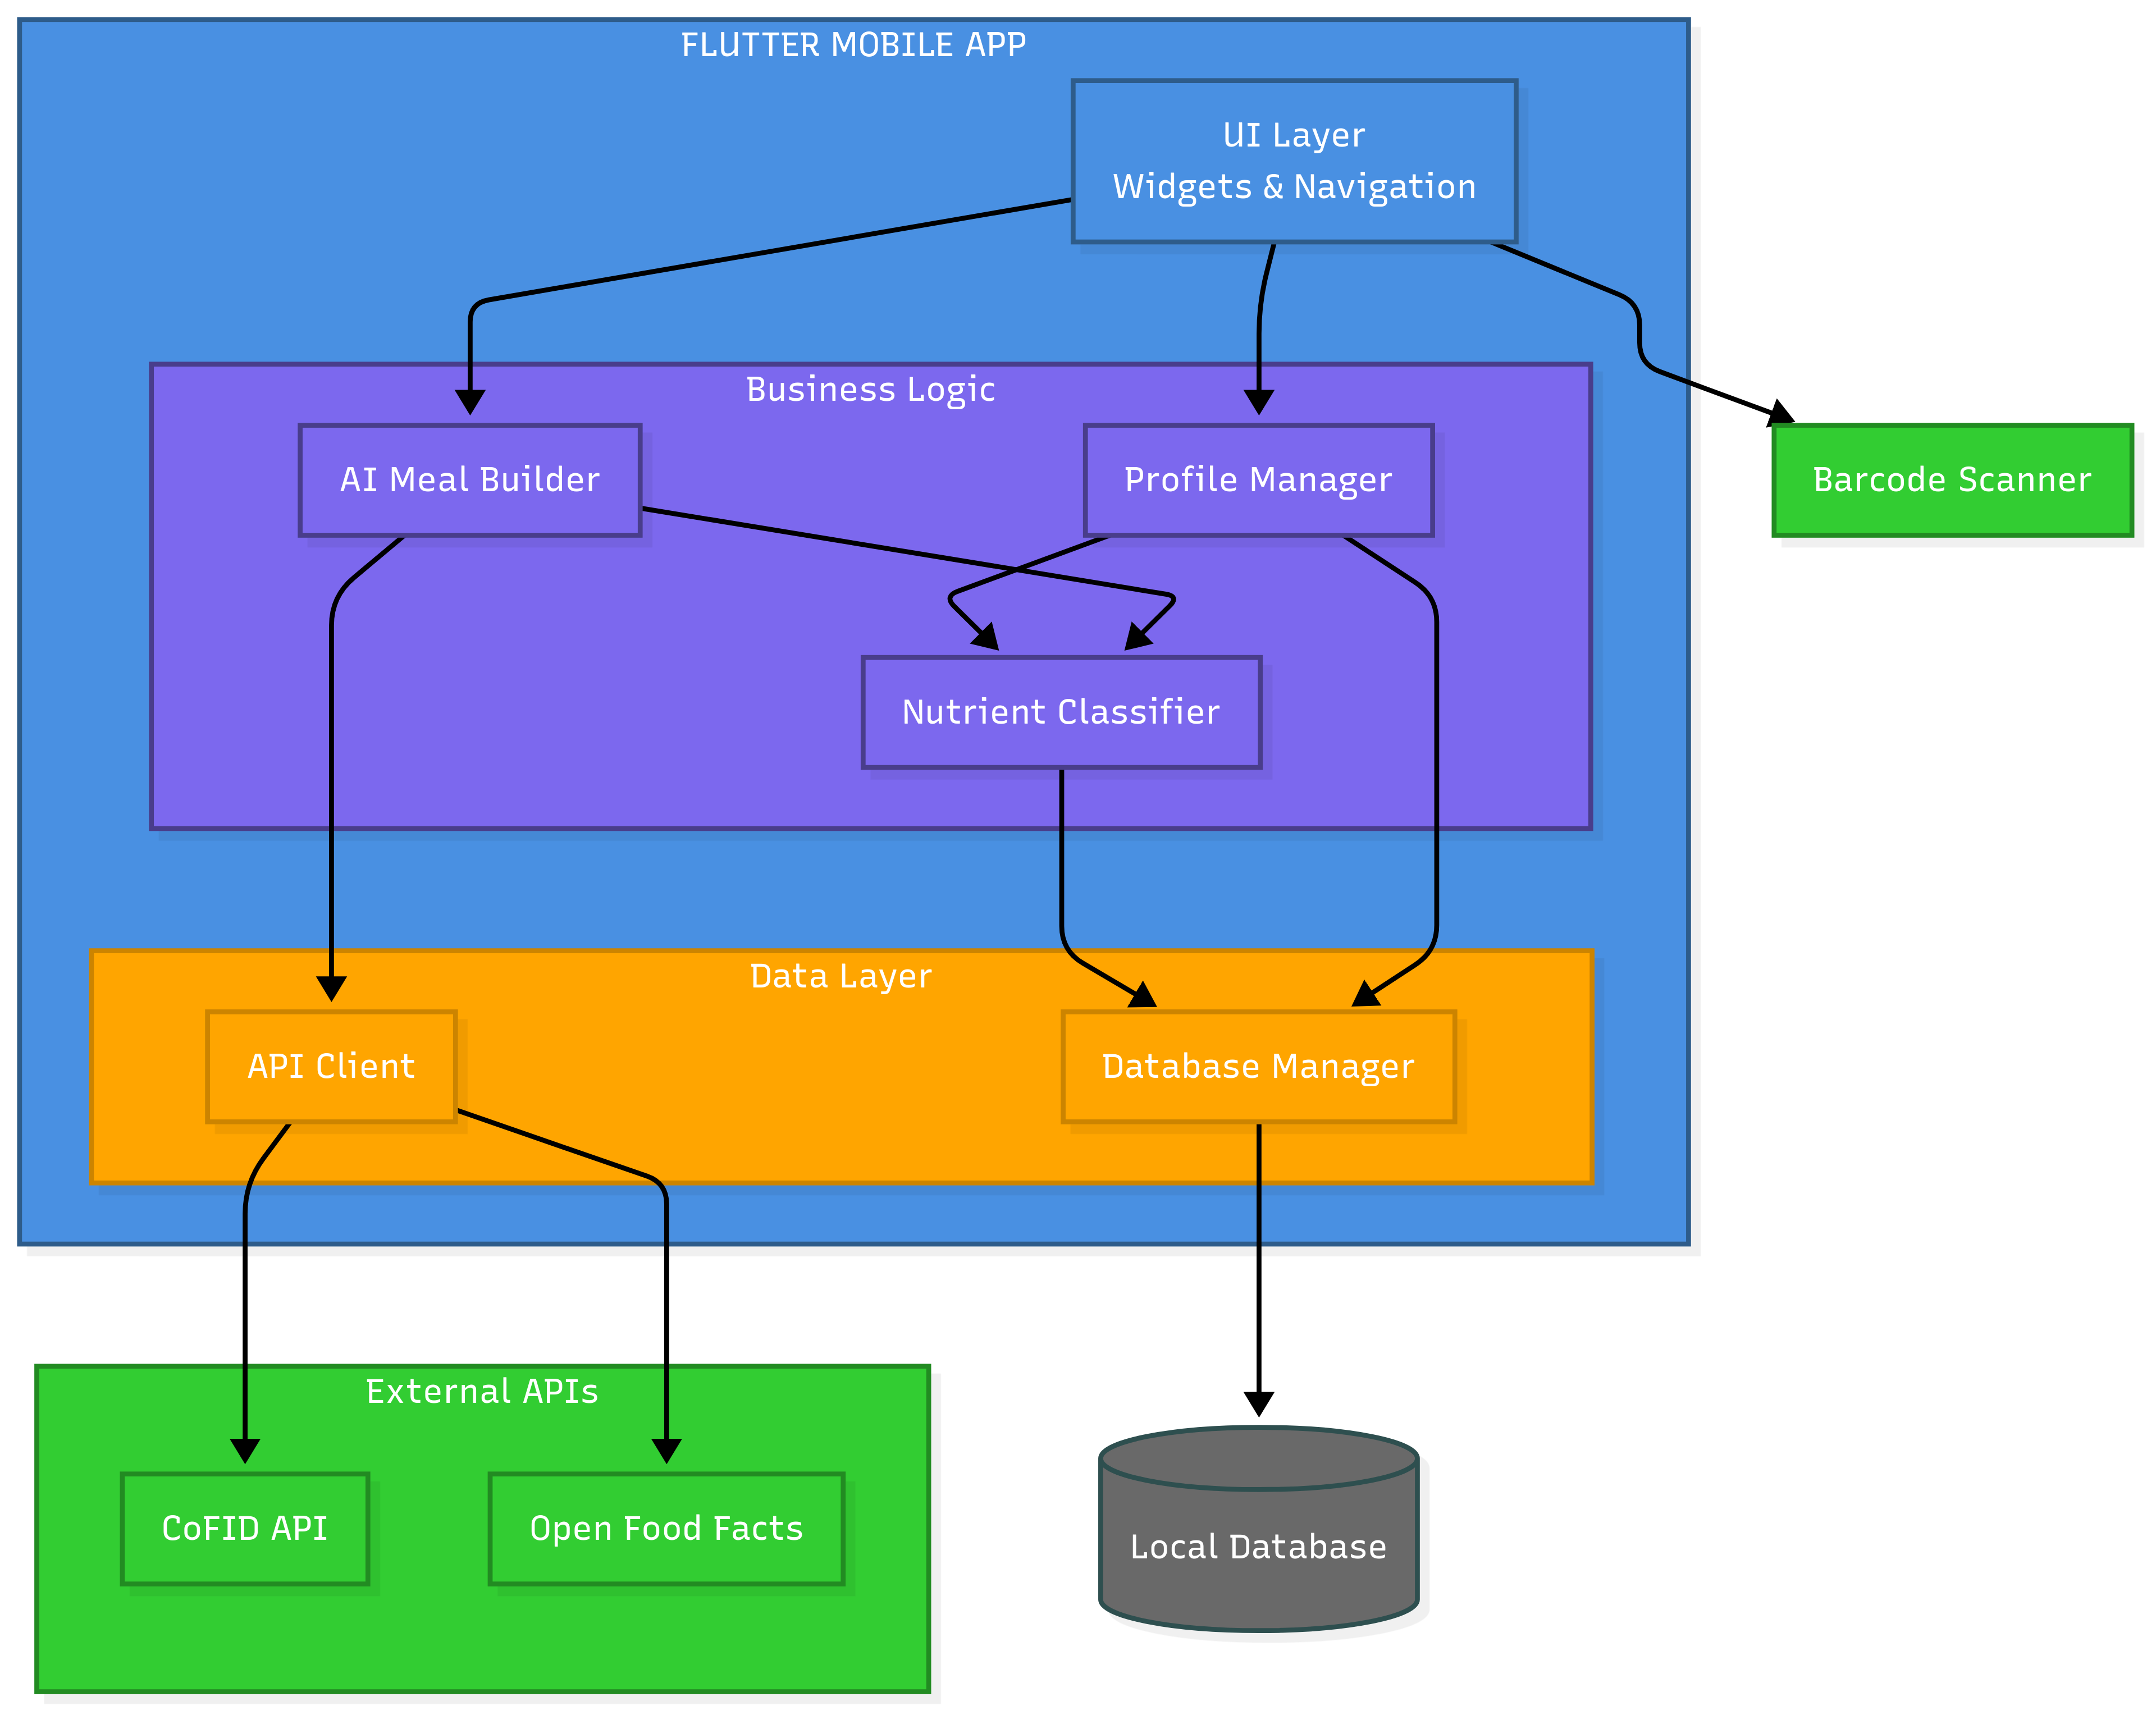 FLUTTER MOBILE APP
UI Layer
Widgets & Navigation
Business Logic
AI Meal Builder
Profile Manager
Barcode Scanner
Nutrient Classifier
Data Layer
API Client
Database Manager
External APIs
CoFID API
Open Food Facts
Local Database